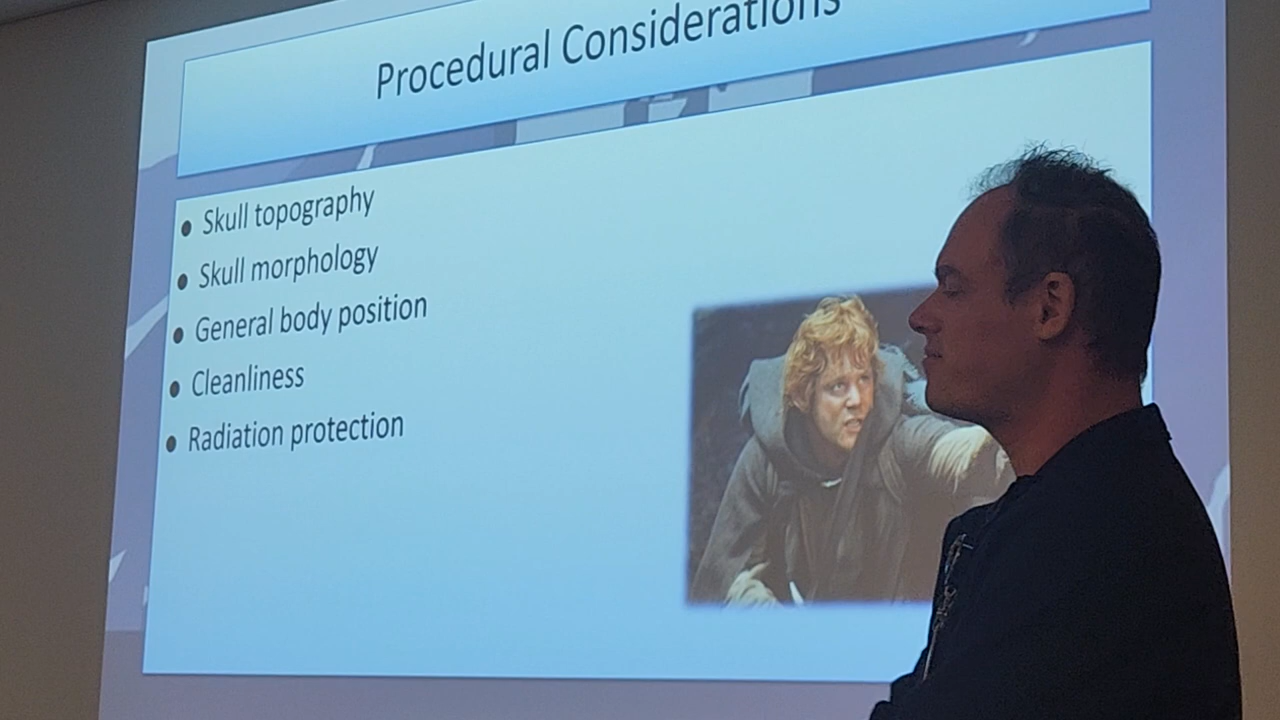 Procedural Considerations
Skull topography
Skull morphology
General body position
Cleanliness
Radiation protection